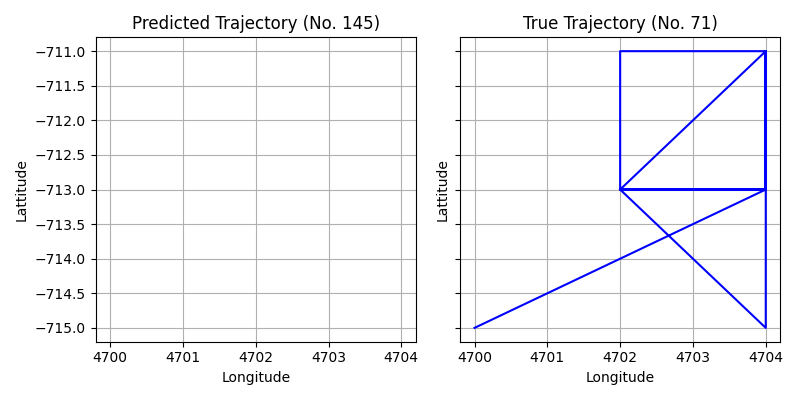 Predicted Trajectory (No. 145)
True Trajectory (No. 71)
−711.0
−711.5
−712.0
−712.5
−713.0
−713.5
−714.0
−714.5
−715.0
Lattitude
Lattitude
4700 4701 4702 4703 4704
4700 4701 4702 4703 4704
Longitude
Longitude